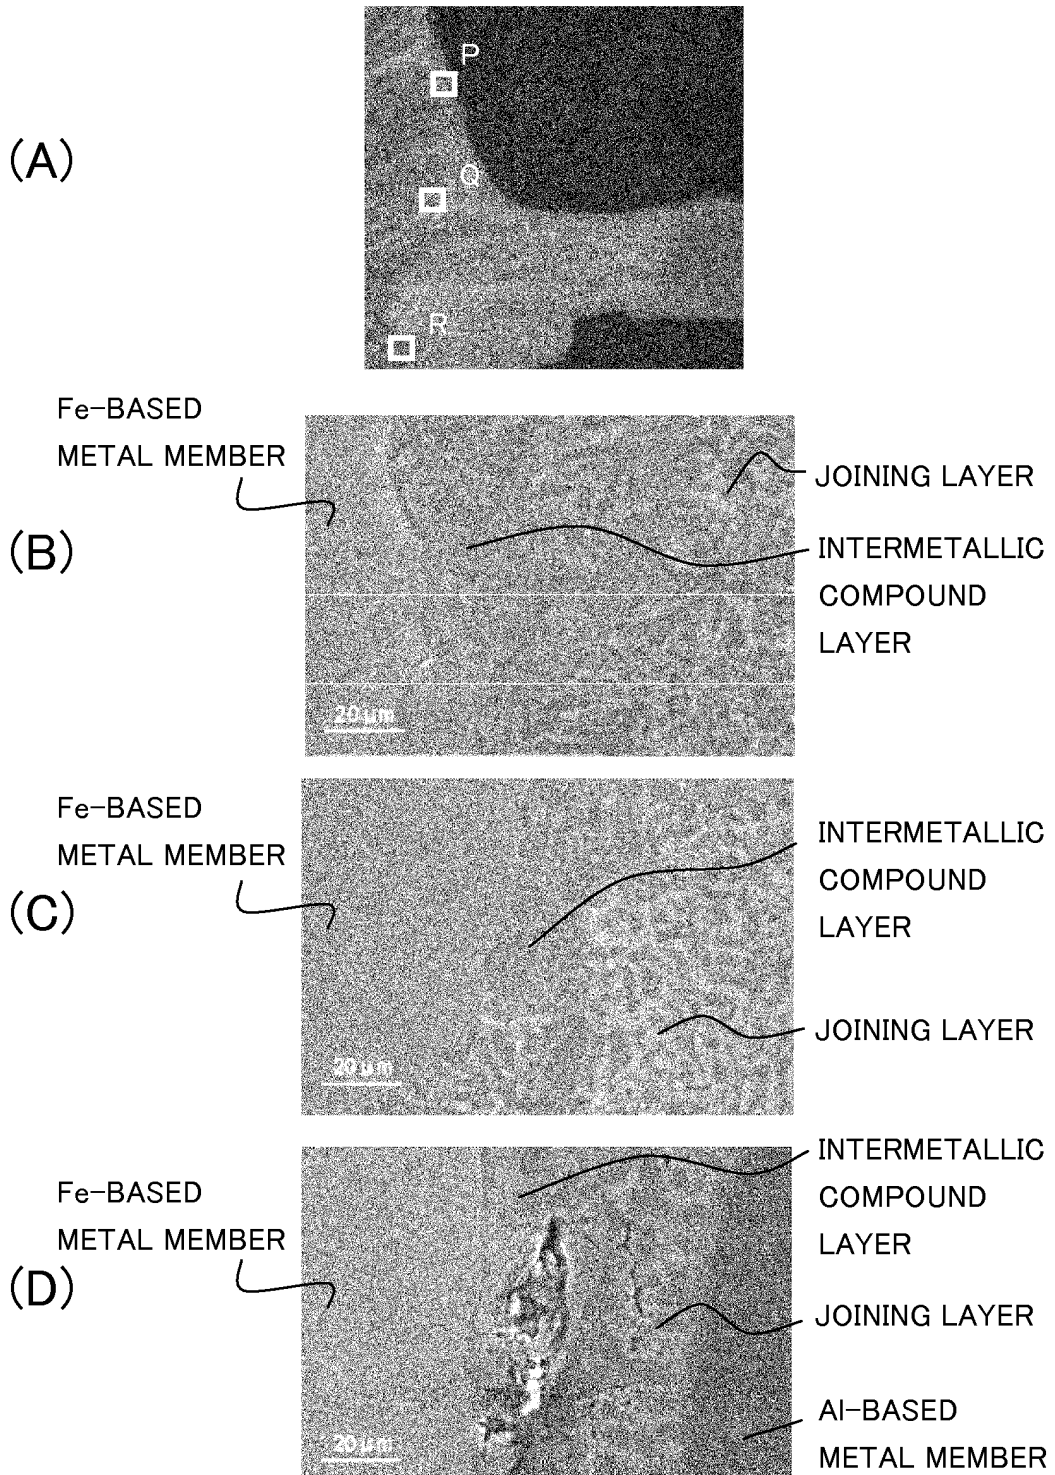 (A)
P
Q
R
(B)
Fe-BASED
METAL MEMBER
JOINING LAYER
INTERMETALLIC
COMPOUND
LAYER
20μm
(C)
Fe-BASED
METAL MEMBER
INTERMETALLIC
COMPOUND
LAYER
JOINING LAYER
20μm
(D)
Fe-BASED
METAL MEMBER
INTERMETALLIC
COMPOUND
LAYER
JOINING LAYER
Al-BASED
METAL MEMBER
20μm